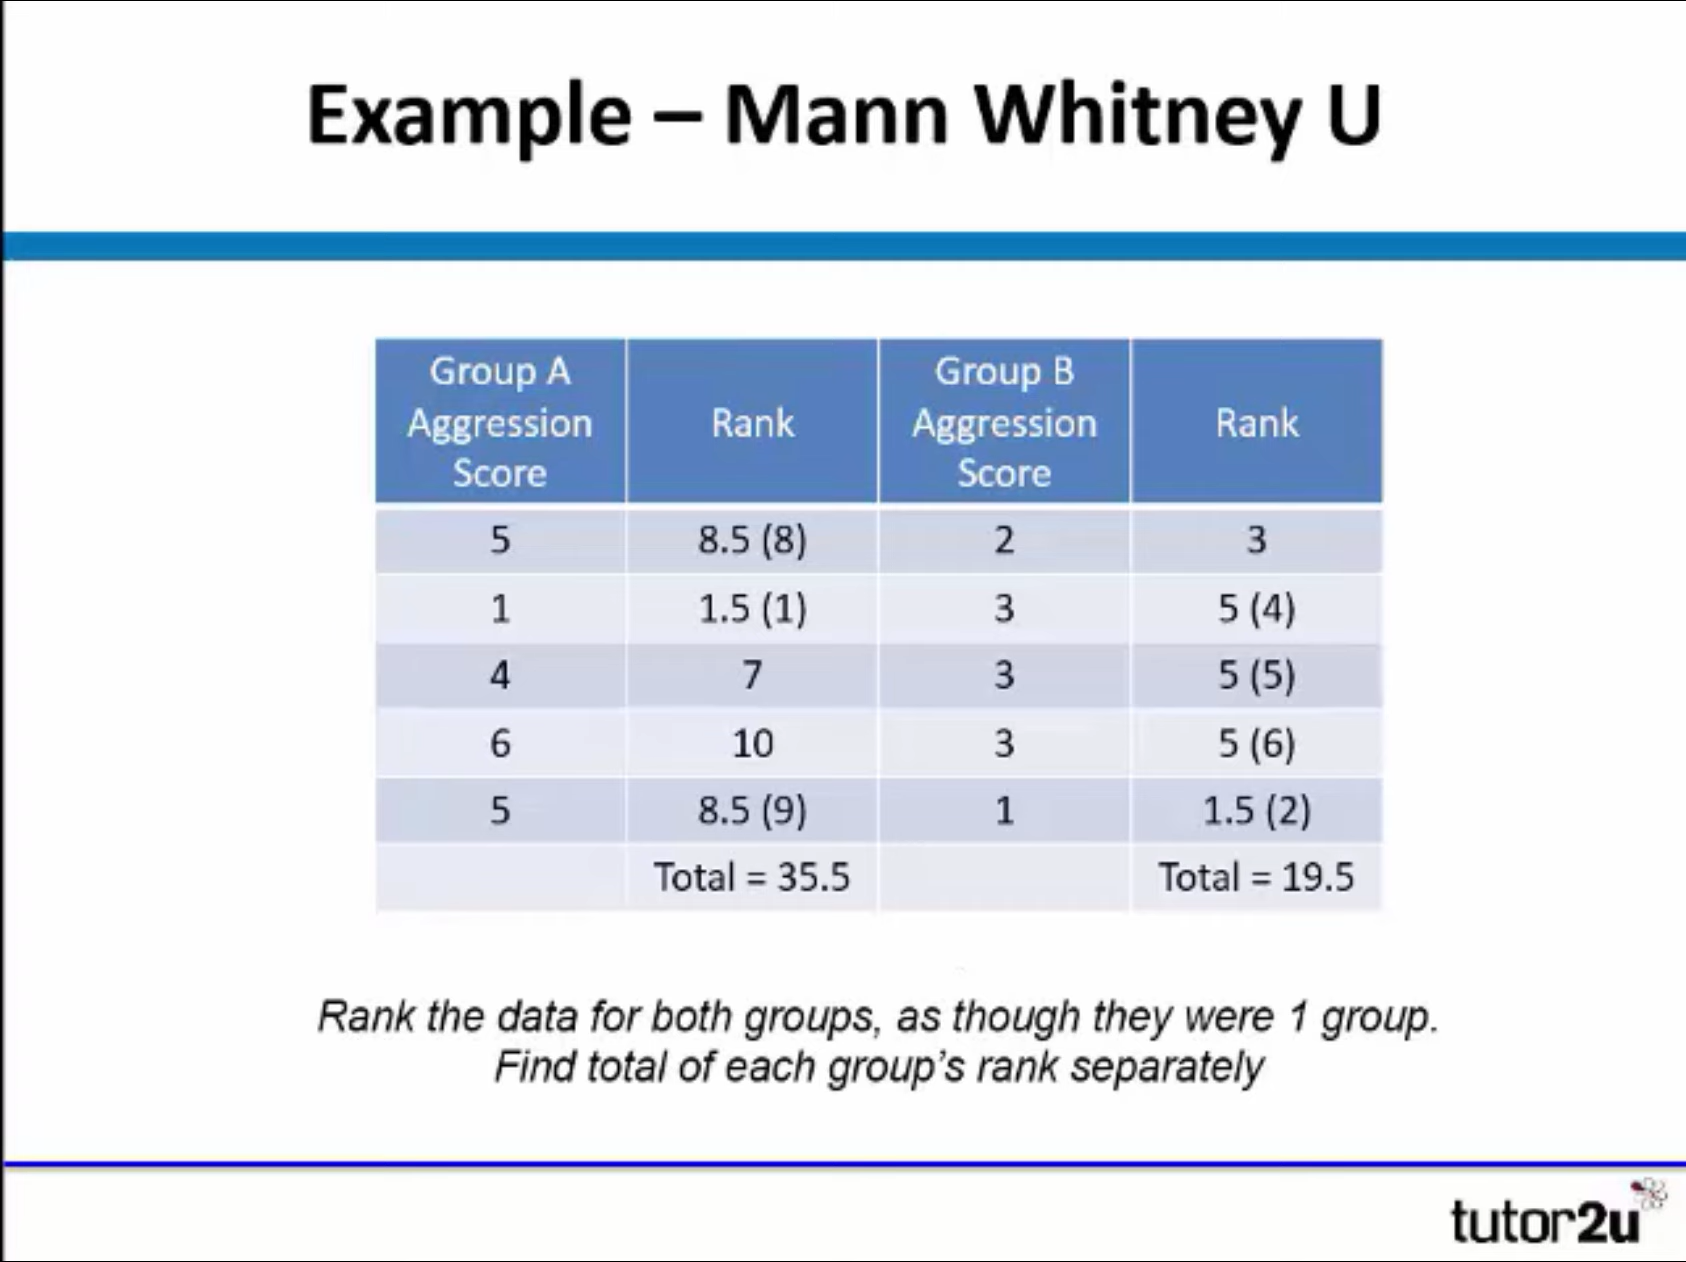 Example – Mann Whitney U
Group A Aggression Score Rank Group B Aggression Score Rank
5 8.5 (8) 2 3
1 1.5 (1) 3 5 (4)
4 7 3 5 (5)
6 10 3 5 (6)
5 8.5 (9) 1 1.5 (2)
Total = 35.5 Total = 19.5
Rank the data for both groups, as though they were 1 group.
Find total of each group’s rank separately
tutor2u